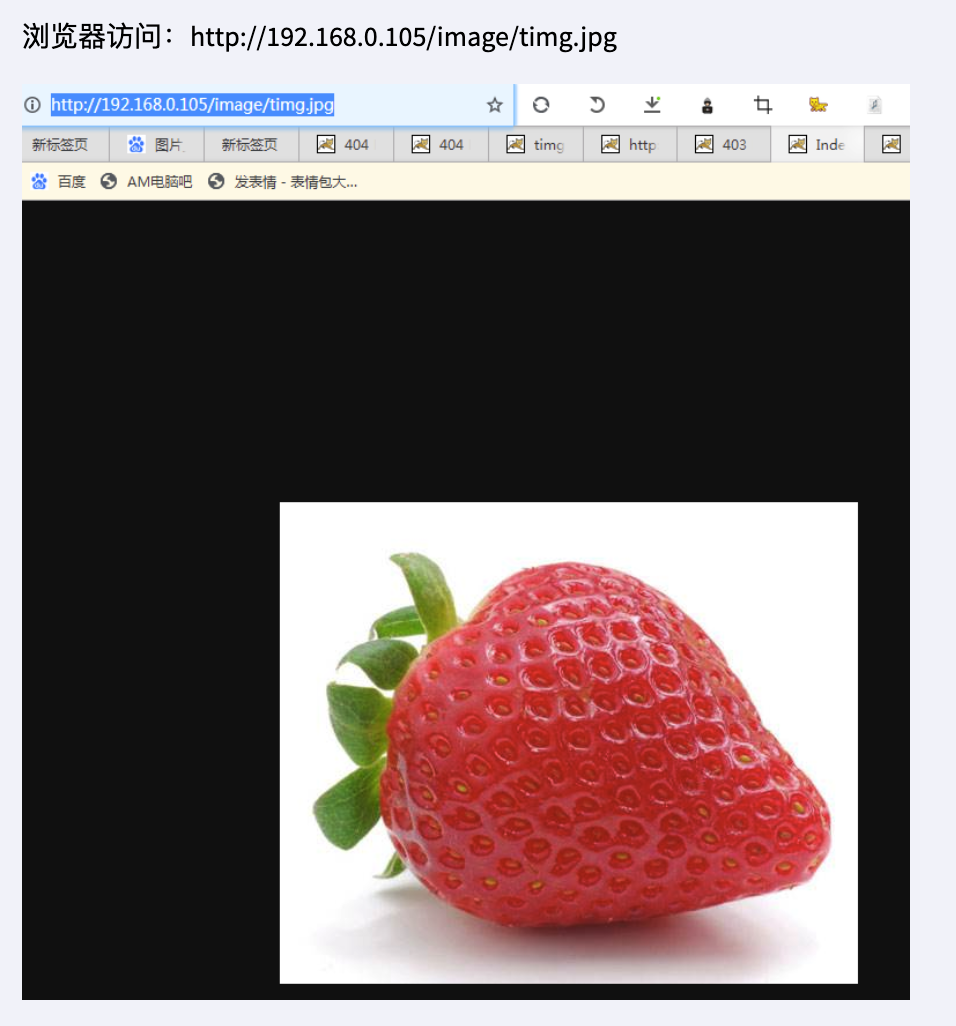 浏览器访问：http://192.168.0.105/image/timg.jpg
http://192.168.0.105/image/timg.jpg
新标签页 图片 新标签页 404 404 timg http 403 Inde
百度 AM电脑吧 发表情 - 表情包大...